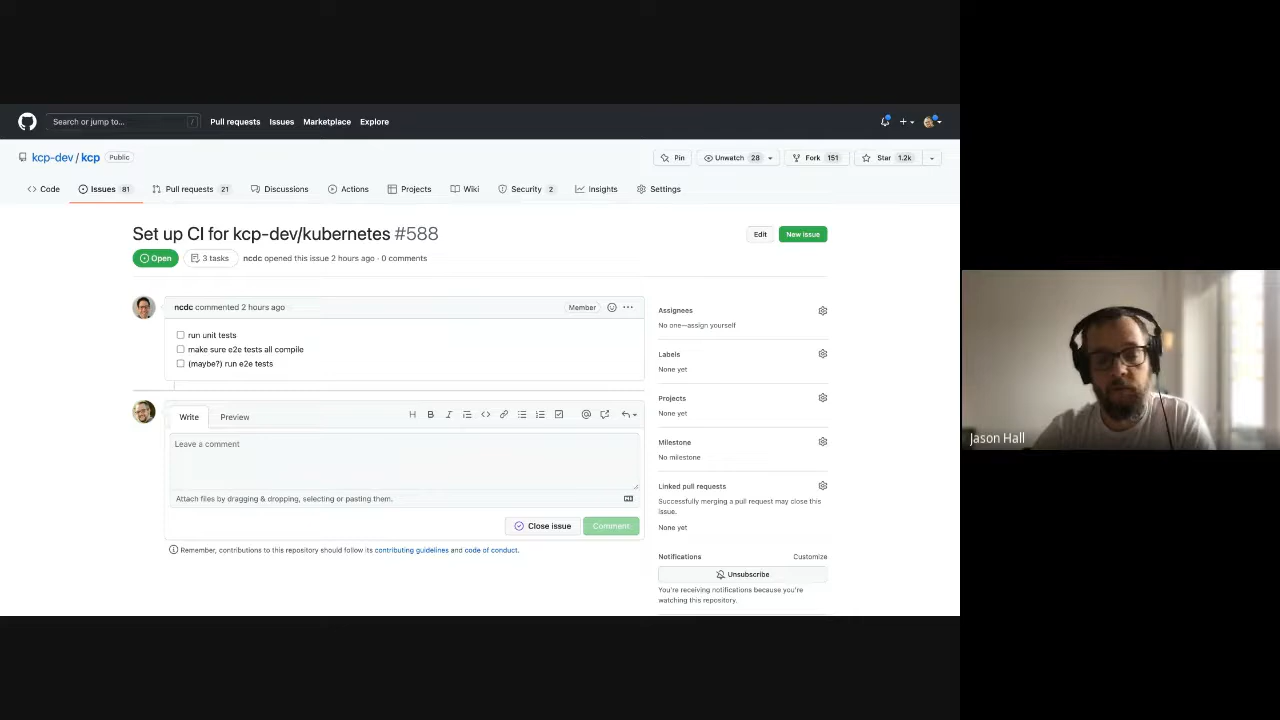 Search or jump to...
/
Pull requests
Issues
Marketplace
Explore
kcp-dev / kcp
Public
Pin
Unwatch 28
Fork 151
Star 1.2k
Code
Issues 81
Pull requests 21
Discussions
Actions
Projects
Wiki
Security 2
Insights
Settings
Set up CI for kcp-dev/kubernetes #588
Edit
New issue
Open
3 tasks
ncdc opened this issue 2 hours ago · 0 comments
ncdc commented 2 hours ago
Member
run unit tests
make sure e2e tests all compile
(maybe?) run e2e tests
Write
Preview
Leave a comment
Attach files by dragging & dropping, selecting or pasting them.
Close issue
Comment
Remember, contributions to this repository should follow its contributing guidelines and code of conduct.
Assignees
No one—assign yourself
Labels
None yet
Projects
None yet
Milestone
No milestone
Linked pull requests
Successfully merging a pull request may close this
issue.
None yet
Notifications
Customize
Unsubscribe
You're receiving notifications because you're
watching this repository.
Jason Hall